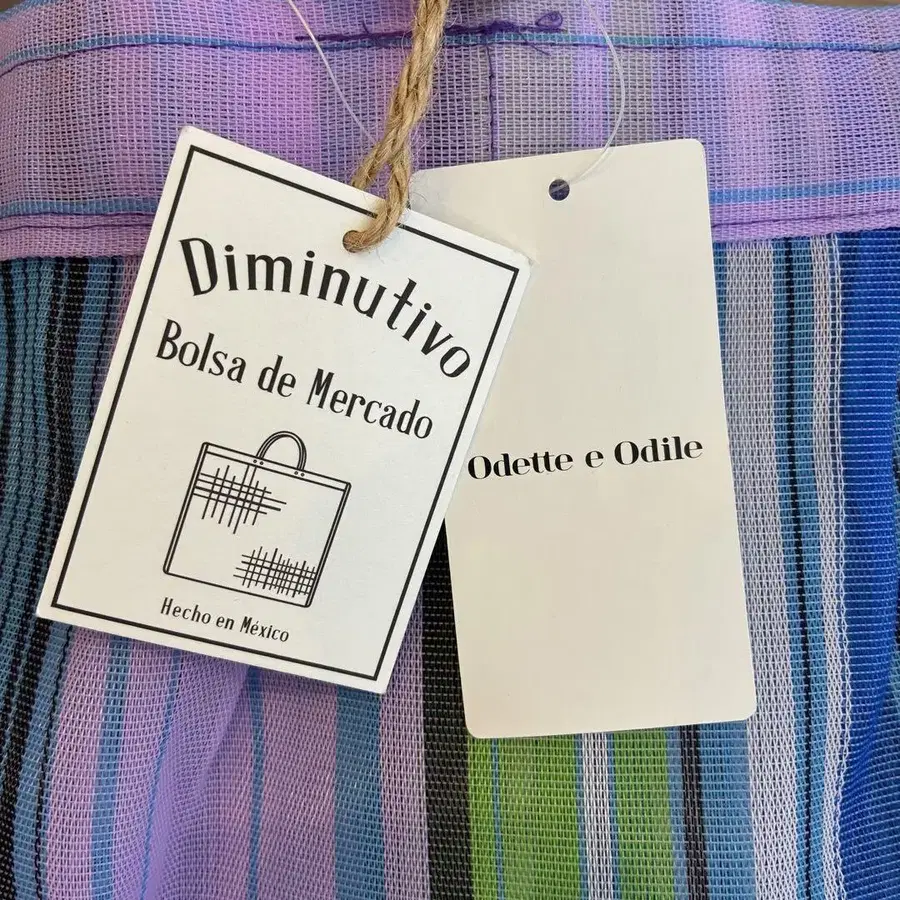 Diminutivo
Bolsa de Mercado
Hecho en México
Odette e Odile